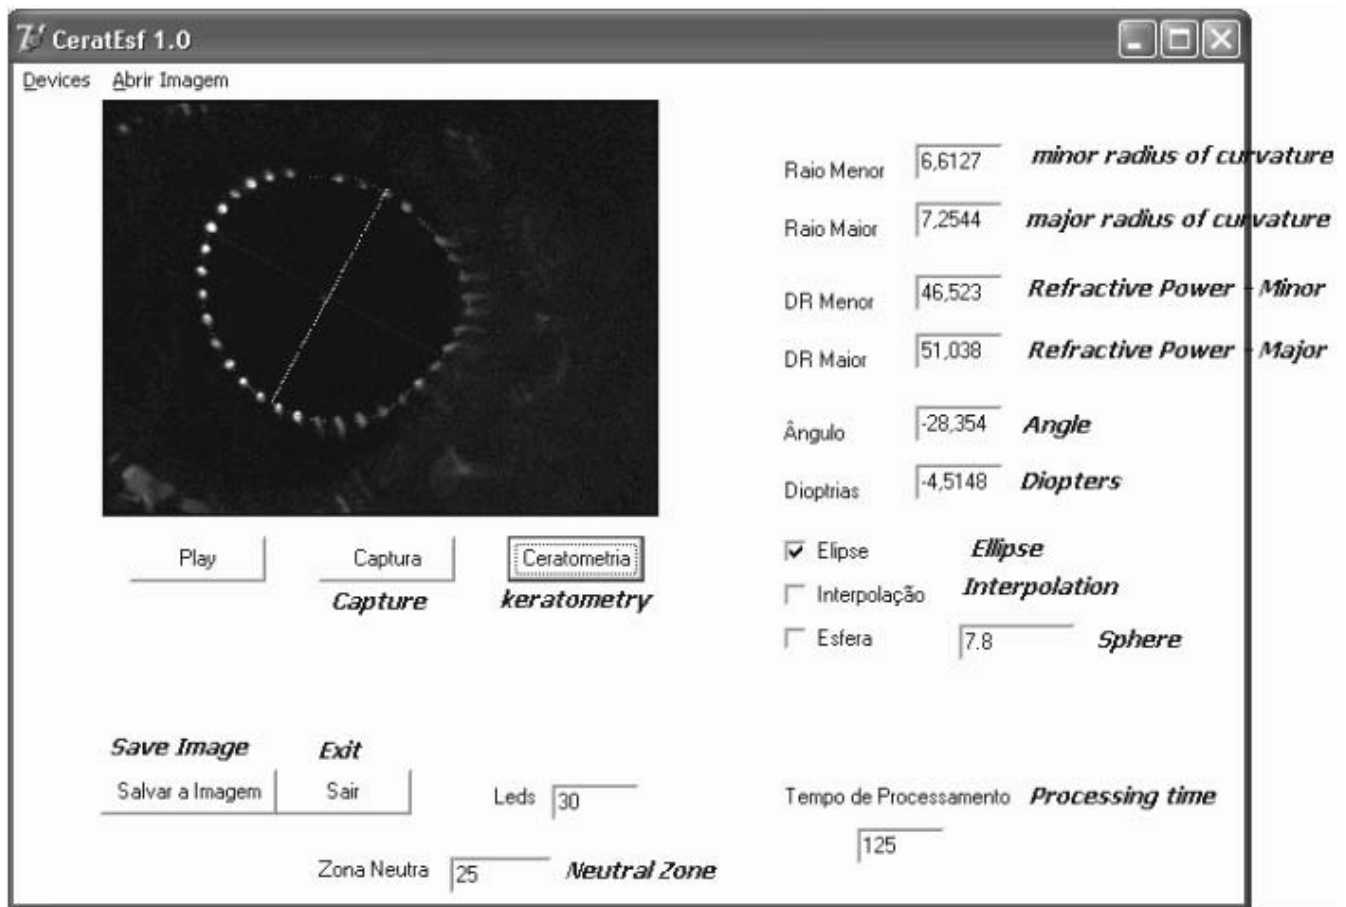 CeratEsf 1.0
Devices Abrir Imagem
Raio Menor 6,6127 minor radius of curvature
Raio Maior 7,2544 major radius of curvature
DR Menor 46,523 Refractive Power - Minor
DR Maior 51,038 Refractive Power - Major
Ângulo -28,354 Angle
Dioptrias -4,5148 Diopters
Play Captura Ceratometria
Capture keratometry
Elipse Ellipse
Interpolação Interpolation
Esfera 7.8 Sphere
Save Image Exit
Salvar a Imagem Sair
Leds 30
Zona Neutra 25 Neutral Zone
Tempo de Processamento Processing time
125